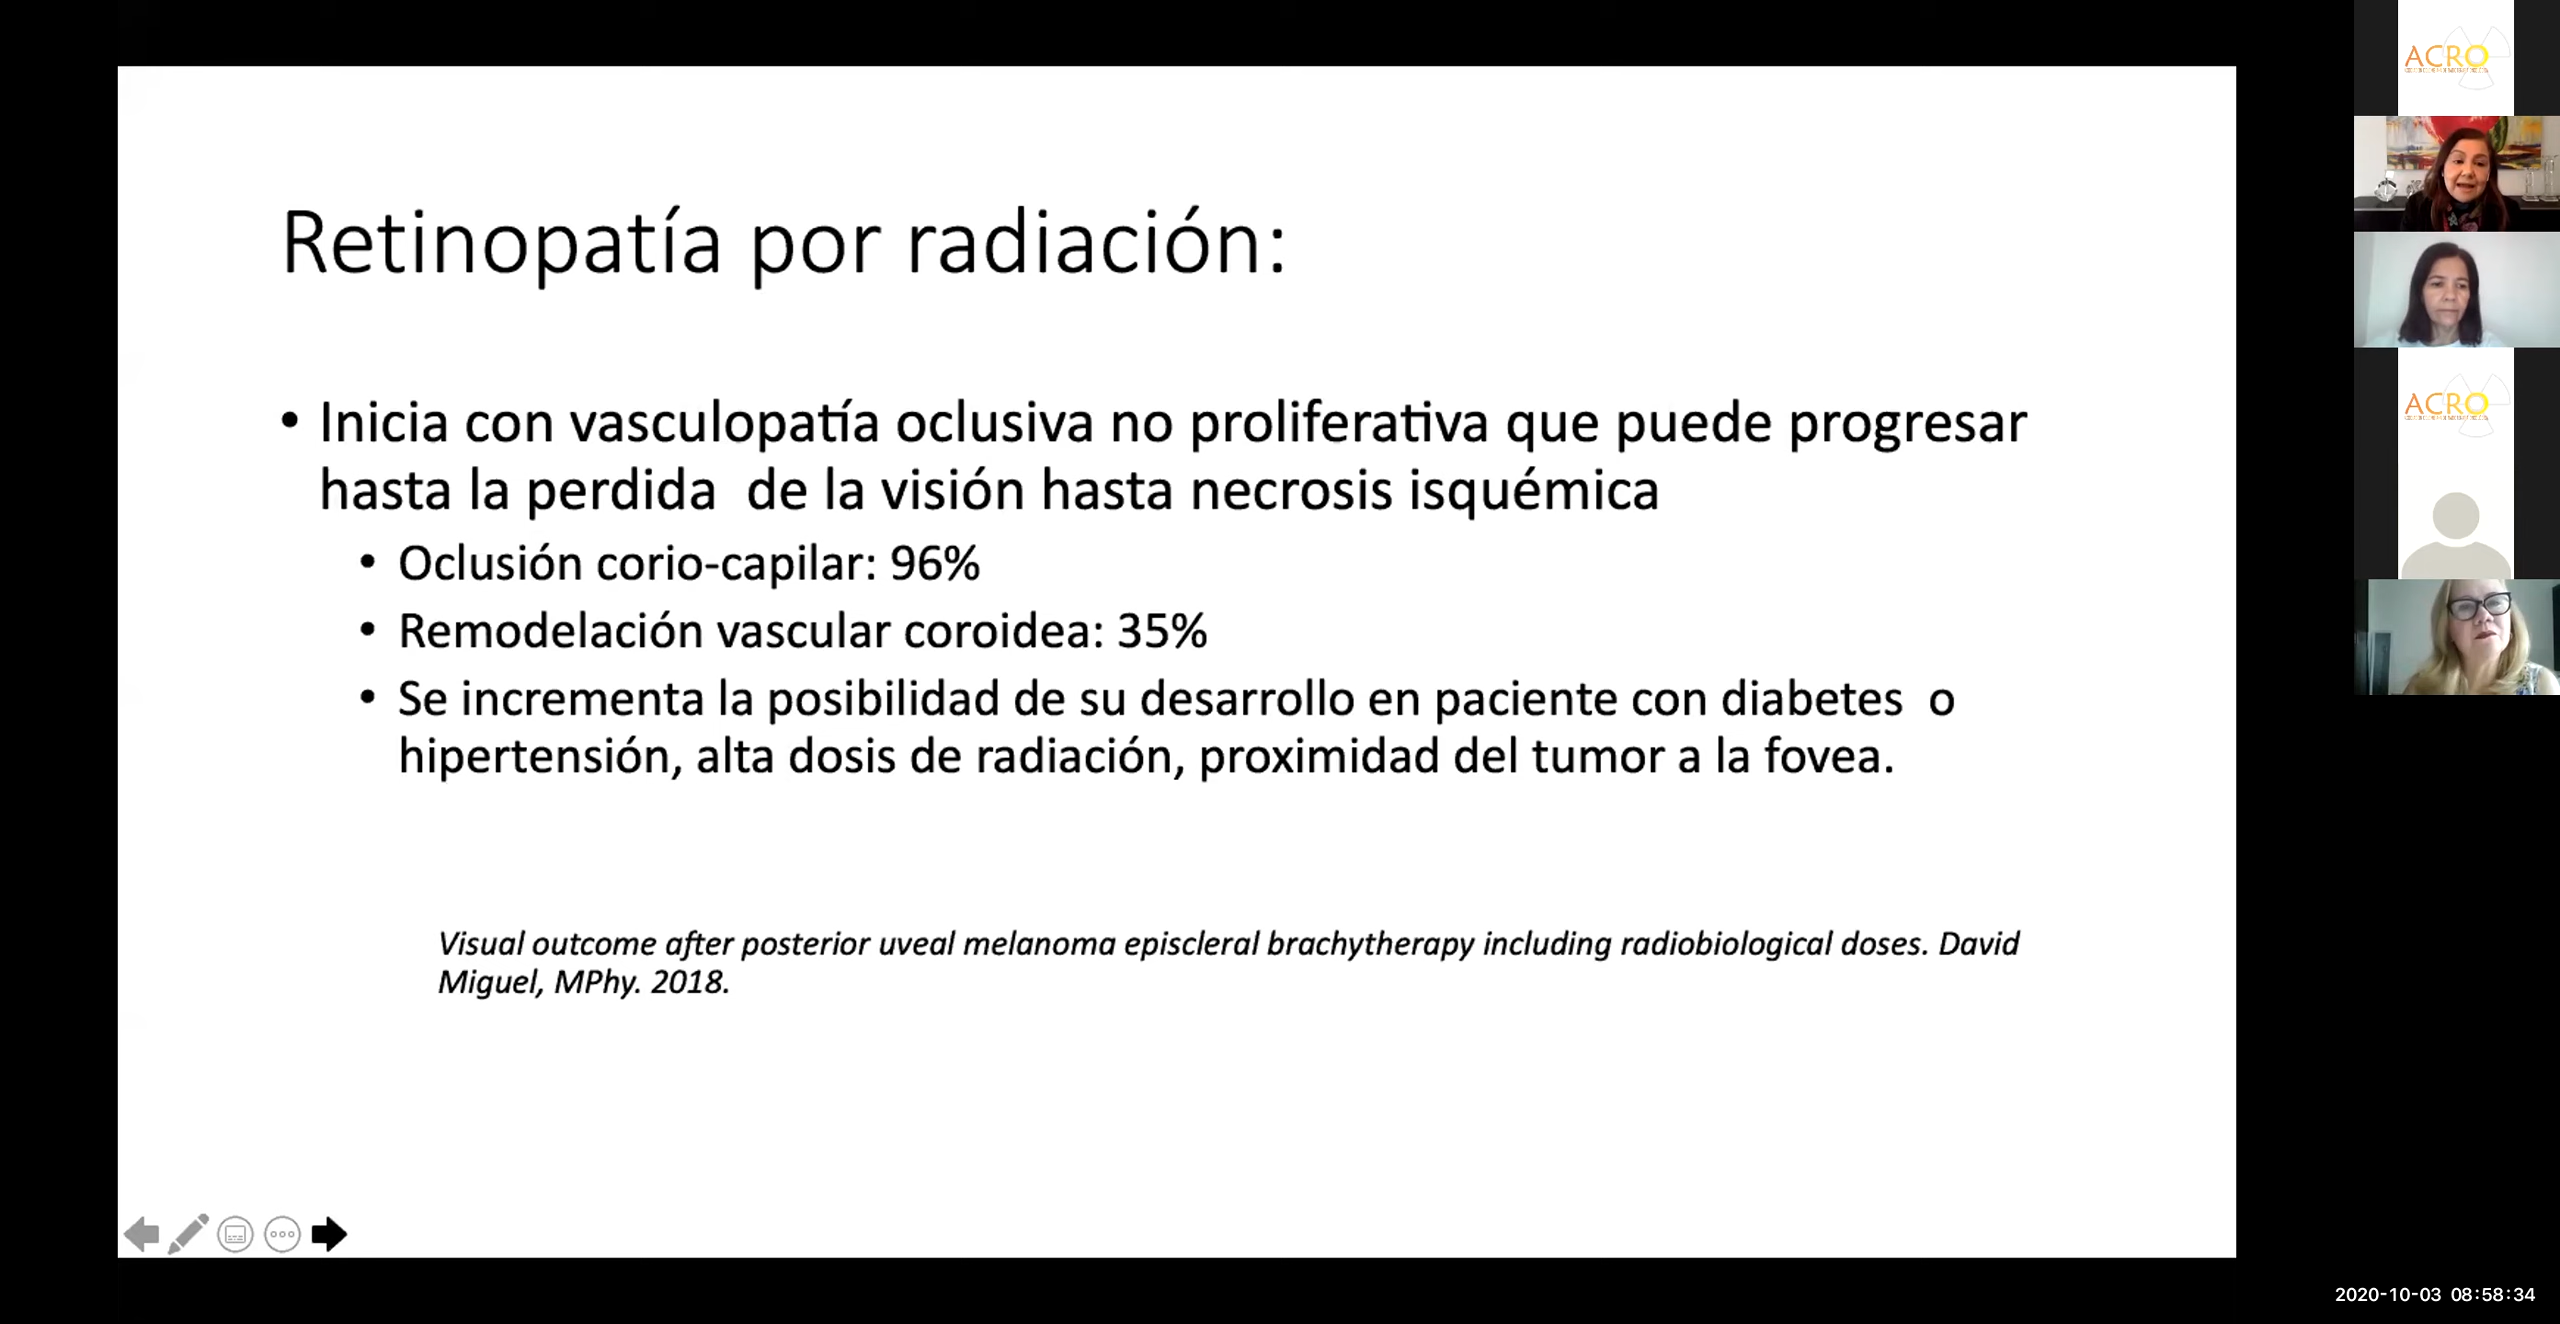 Retinopatía por radiación:
• Inicia con vasculopatía oclusiva no proliferativa que puede progresar
hasta la perdida de la visión hasta necrosis isquémica
• Oclusión corio-capilar: 96%
• Remodelación vascular coroidea: 35%
• Se incrementa la posibilidad de su desarrollo en paciente con diabetes o
hipertensión, alta dosis de radiación, proximidad del tumor a la fovea.
Visual outcome after posterior uveal melanoma episcleral brachytherapy including radiobiological doses. David
Miguel, MPhy. 2018.
ACRO
ACRO
2020-10-03 08:58:34